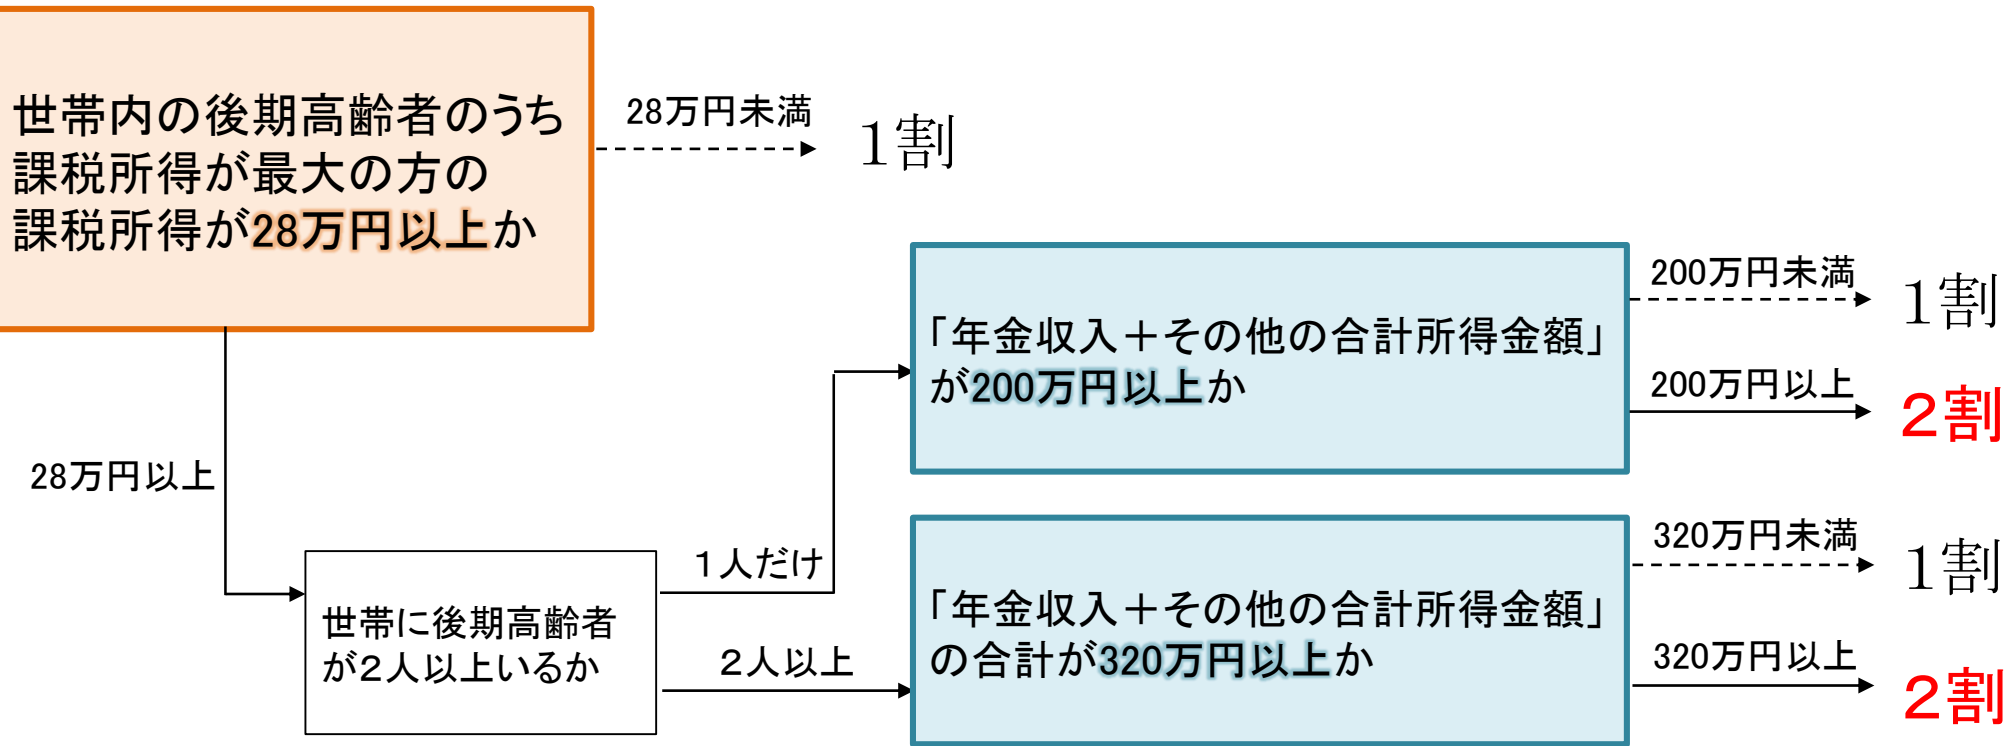 世帯内の後期高齢者のうち
課税所得が最大の方の
課税所得が28万円以上か
28万円未満
1割
28万円以上
世帯に後期高齢者
が2人以上いるか
1人だけ
2人以上
「年金収入＋その他の合計所得金額」
が200万円以上か
200万円未満
1割
200万円以上
2割
「年金収入＋その他の合計所得金額」
の合計が320万円以上か
320万円未満
1割
320万円以上
2割